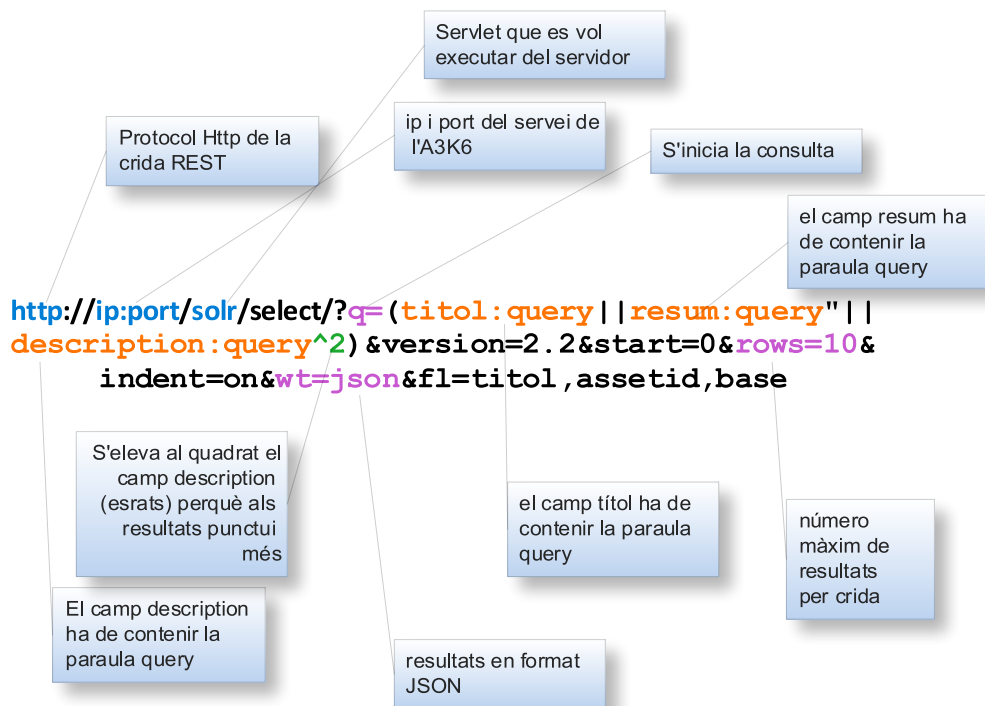 Servlet que es vol
executar del servidor
Protocol Http de la
crida REST
ip i port del servei de
l'A3K6
S'inicia la consulta
el camp resum ha
de contenir la
paraula query
http://ip:port/solr/select/?q=(titol:query||resum:query"||
description:query^2)&version=2.2&start=0&rows=10&
indent=on&wt=json&fl=titol,assetid,base
S'eleva al quadrat el
camp description
(esrats) perquè als
resultats punctui
més
el camp títol ha de
contenir la paraula
query
número
màxim de
resultats
per crida
El camp description
ha de contenir la
paraula query
resultats en format
JSON